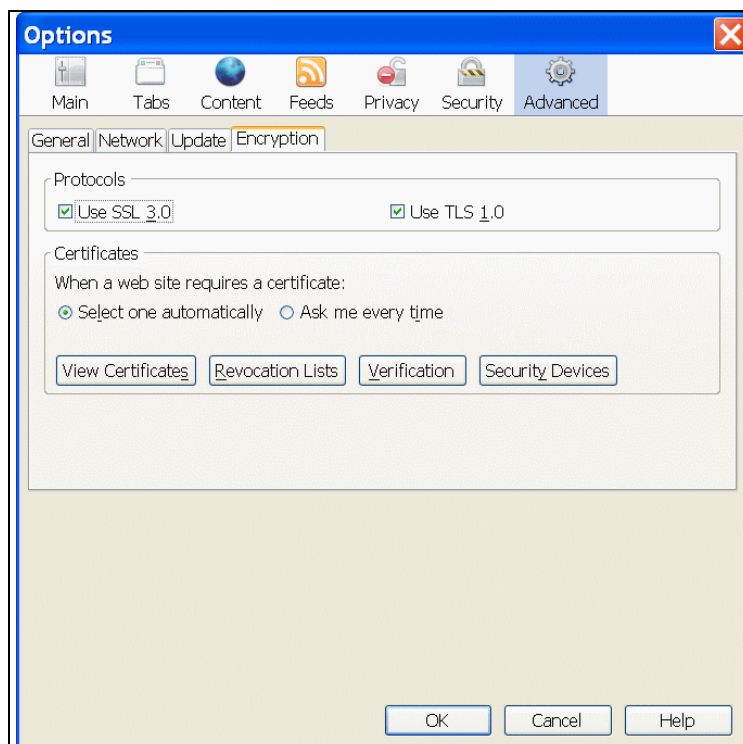 Options
Main Tabs Content Feeds Privacy Security Advanced
General Network Update Encryption
Protocols
Use SSL 3.0 Use TLS 1.0
Certificates
When a web site requires a certificate:
Select one automatically Ask me every time
View Certificates Revocation Lists Verification Security Devices
OK Cancel Help